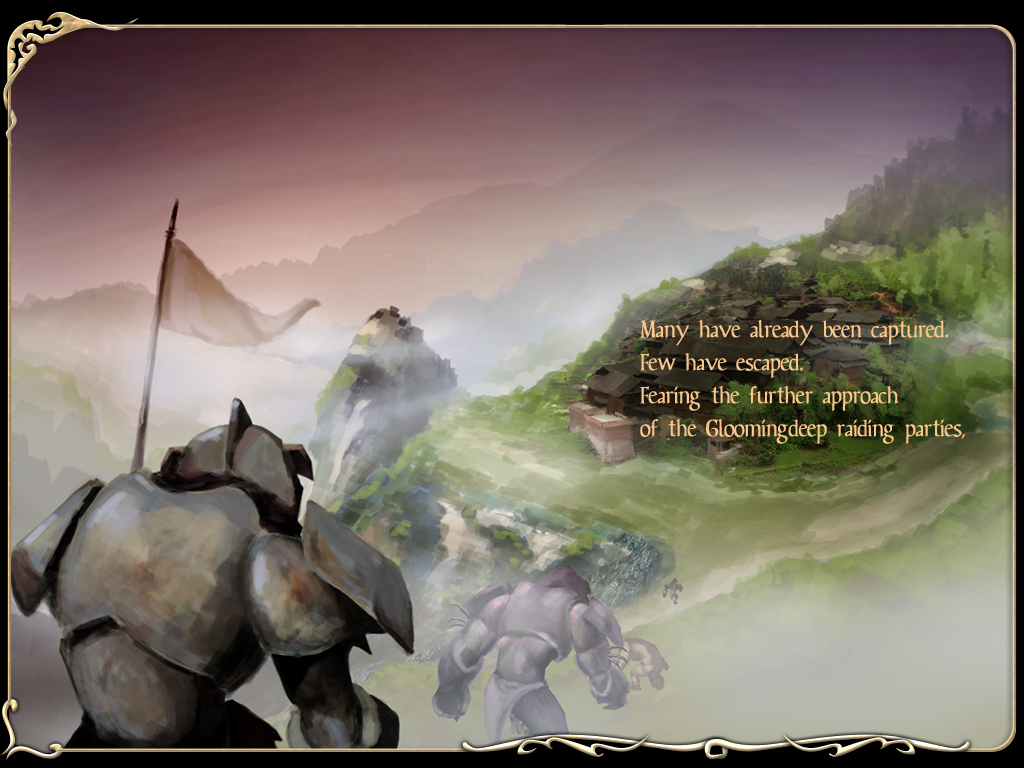 Many have already been captured.
Few have escaped.
Fearing the further approach
of the Gloomingdeep raiding parties,